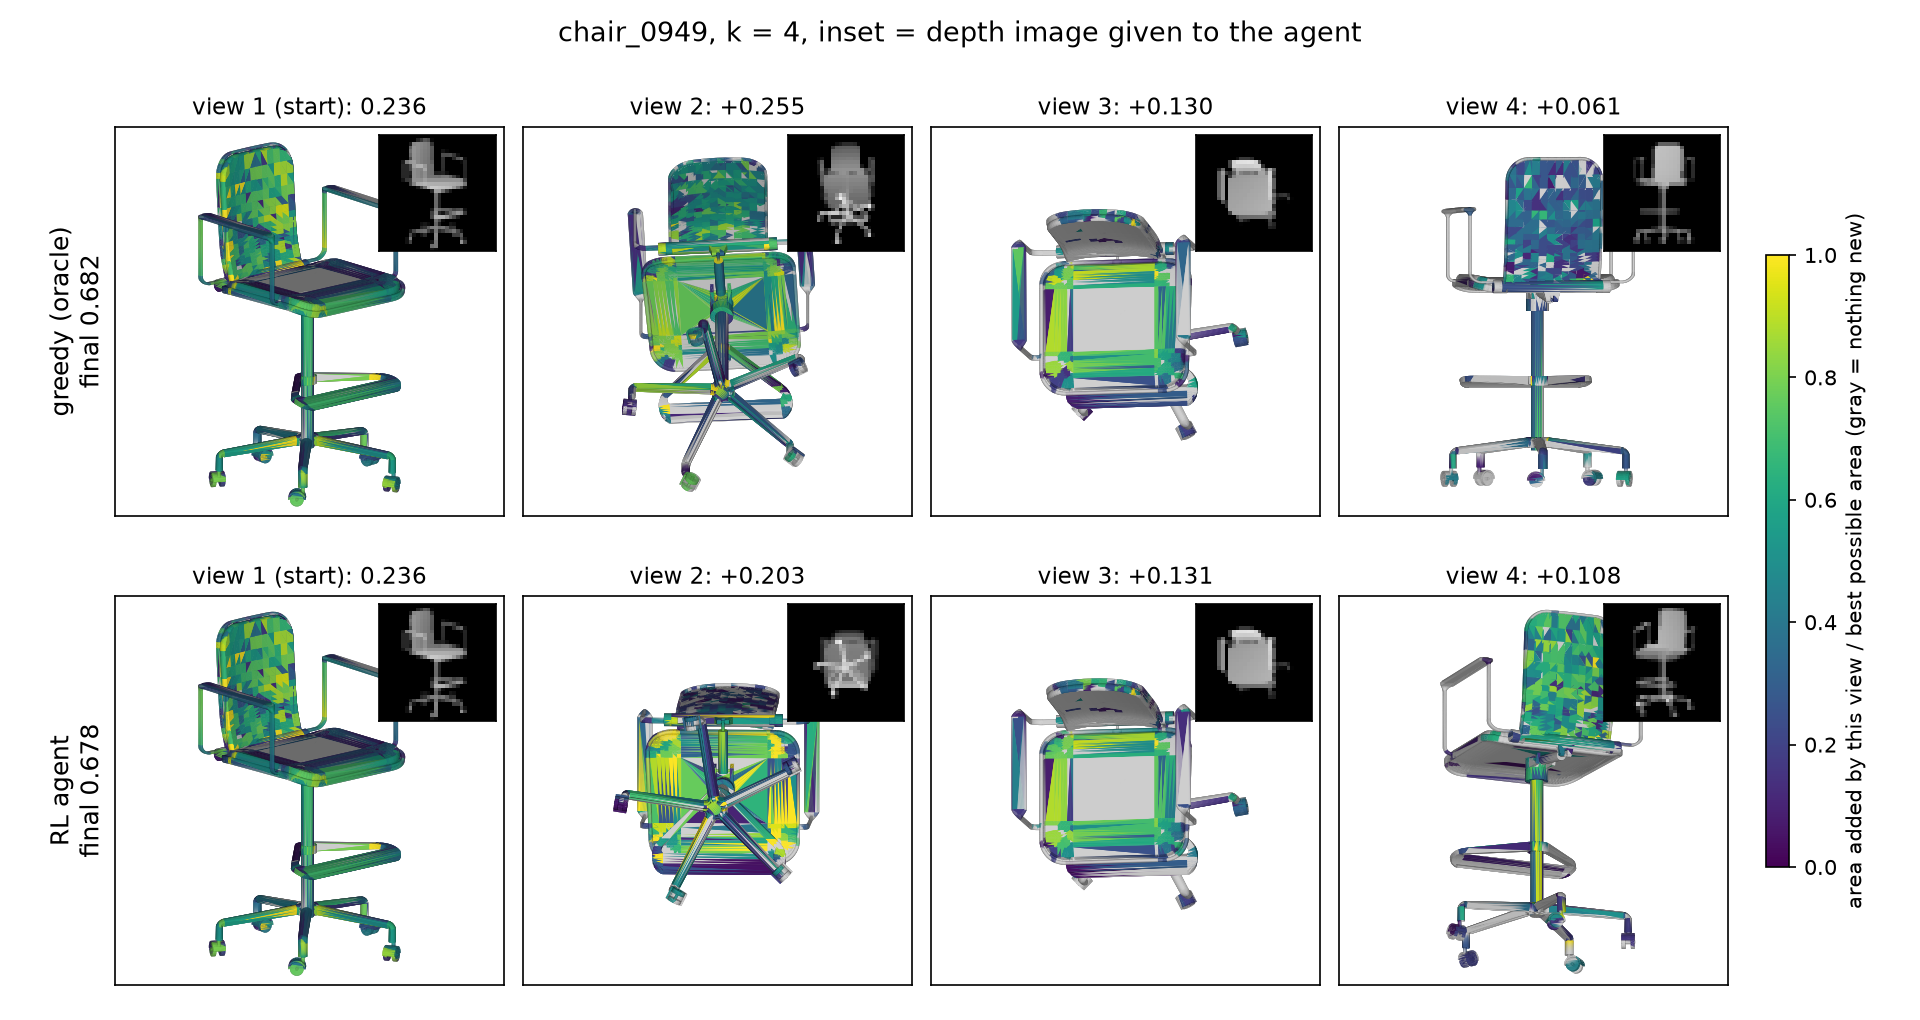 chair_0949, k = 4, inset = depth image given to the agent
view 1 (start): 0.236
view 2: +0.255
view 3: +0.130
view 4: +0.061
greedy (oracle)
final 0.682
view 1 (start): 0.236
view 2: +0.203
view 3: +0.131
view 4: +0.108
RL agent
final 0.678
1.0
0.8
0.6
0.4
0.2
0.0
area added by this view / best possible area (gray = nothing new)